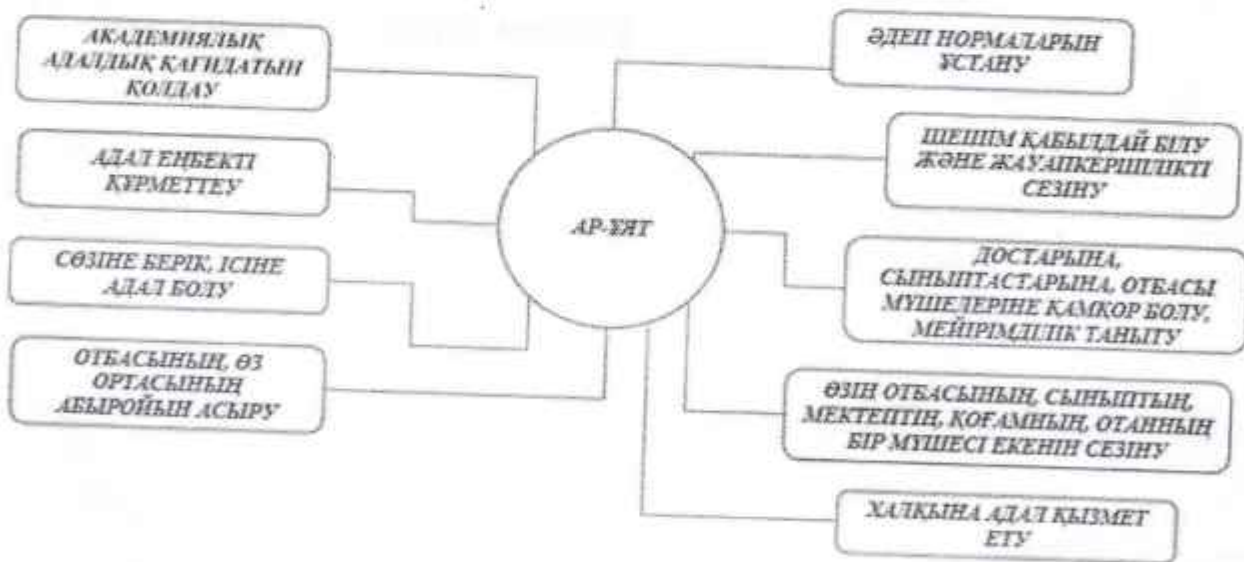 АКАДЕМИЯЛЫҚ
АДАЛДЫҚ ҚАҒИДАТЫН
ҚОЛДАУ
АДАЛ ЕҢБЕКТІ
ҚҰРМЕТТЕУ
СӨЗІНЕ БЕРІК, ІСІНЕ
АДАЛ БОЛУ
ОТБАСЫНЫҢ, ӨЗ
ОРТАСЫНЫҢ
АБЫРОЙЫН АСЫРУ
АР-ҰЯТ
ӘДЕП НОРМАЛАРЫН
ҰСТАНУ
ШЕШІМ ҚАБЫЛДАЙ БІЛУ
ЖӘНЕ ЖАУАПКЕРШІЛІКТІ
СЕЗІНУ
ДОСТАРЫНА,
СЫНЫПТАСТАРЫНА, ОТБАСЫ
МҮШЕЛЕРІНЕ ҚАМҚОР БОЛУ,
МЕЙІРІМДІЛІК ТАНЫТУ
ӨЗІН ОТБАСЫНЫҢ, СЫНЫПТЫҢ,
МЕКТЕПТІҢ, ҚОҒАМНЫҢ, ОТАННЫҢ
БІР МҮШЕСІ ЕКЕНІН СЕЗІНУ
ХАЛҚЫНА АДАЛ ҚЫЗМЕТ
ЕТУ